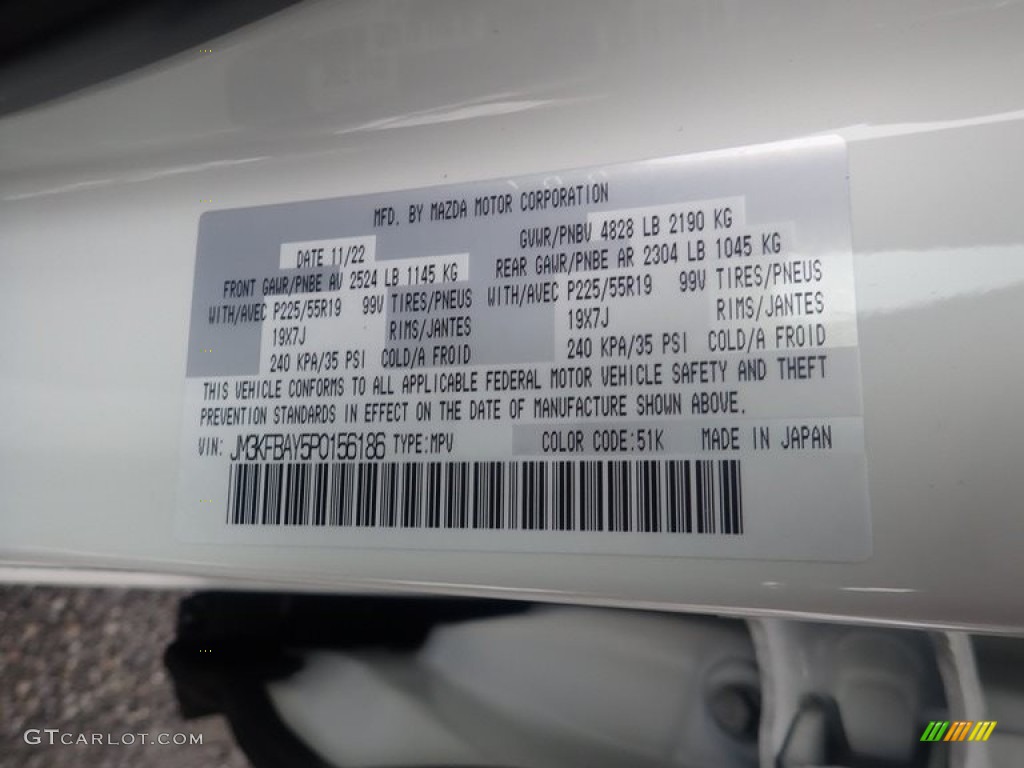 MFD. BY MAZDA MOTOR CORPORATION
DATE 11/22 GVWR/PNBV 4828 LB 2190 KG
FRONT GAWR/PNBE AV 2524 LB 1145 KG REAR GAWR/PNBE AR 2304 LB 1045 KG
WITH/AVEC P225/55R19 99V TIRES/PNEUS WITH/AVEC P225/55R19 99V TIRES/PNEUS
19X7J RIMS/JANTES 19X7J RIMS/JANTES
240 KPA/35 PSI COLD/A FROID 240 KPA/35 PSI COLD/A FROID
THIS VEHICLE CONFORMS TO ALL APPLICABLE FEDERAL MOTOR VEHICLE SAFETY AND THEFT
PREVENTION STANDARDS IN EFFECT ON THE DATE OF MANUFACTURE SHOWN ABOVE.
VIN: JM3KFBAY5P0156186 TYPE:MPV COLOR CODE:51K MADE IN JAPAN
GTCARLOT.COM